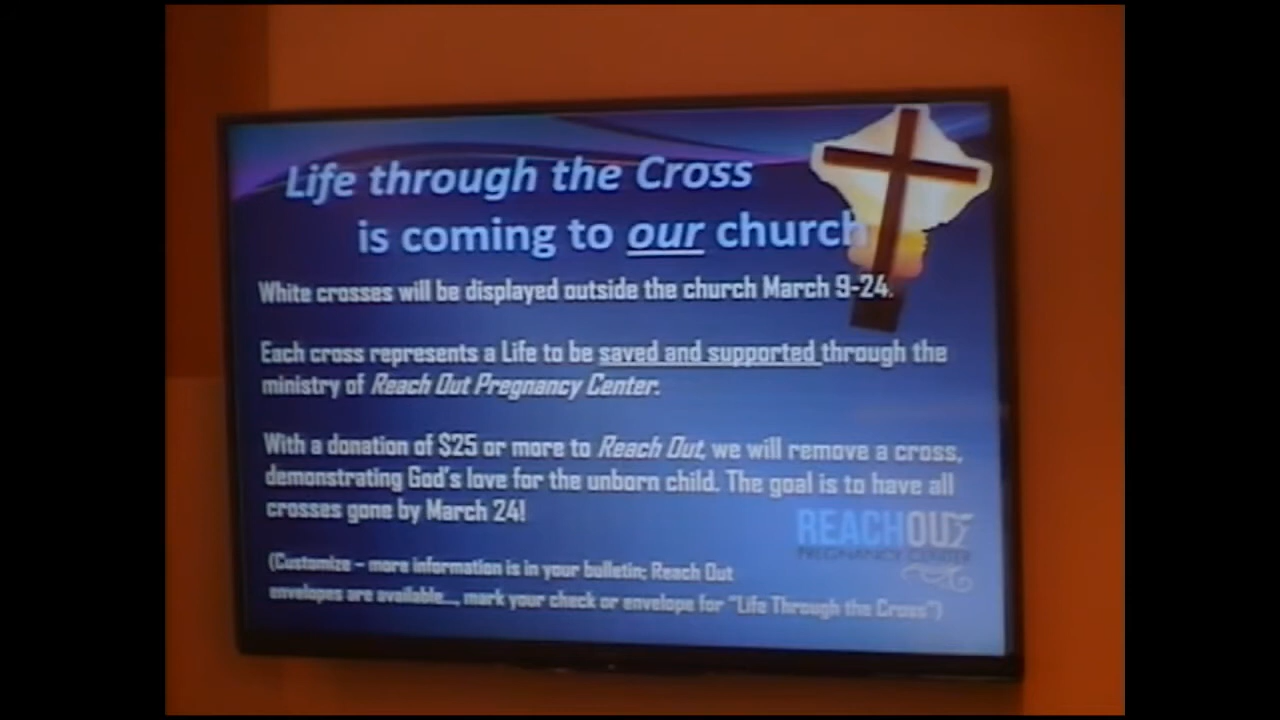 Life through the Cross
is coming to our church
White crosses will be displayed outside the church March 9-24.
Each cross represents a Life to be saved and supported through the
ministry of Reach Out Pregnancy Center.
With a donation of $25 or more to Reach Out, we will remove a cross,
demonstrating God's love for the unborn child. The goal is to have all
crosses gone by March 24!
REACHOUT
PREGNANCY CENTER
(Customize – more information is in your bulletin; Reach Out
envelopes are available..., mark your check or envelope for "Life Through the Cross")